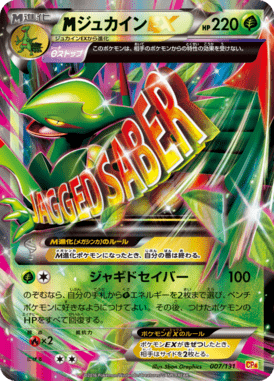 M進化
MジュカインEX HP220
ジュカインEXから進化
θストップ このポケモンは、相手のポケモンからの特性の効果を受けない。
JAGGED SABER
M進化(メガシンカ)のルール
M進化ポケモンになったとき、自分の番は終わる。
ジャギドセイバー 100
のぞむなら、自分の手札からエネルギーを2枚まで選び、ベンチ
ポケモンに好きなようにつける。その後、つけたポケモンの
HPをすべて回復する。
×2
ポケモンEXのルール
ポケモンEXがきぜつしたとき、
相手はサイドを2枚とる。
007/131
CP4